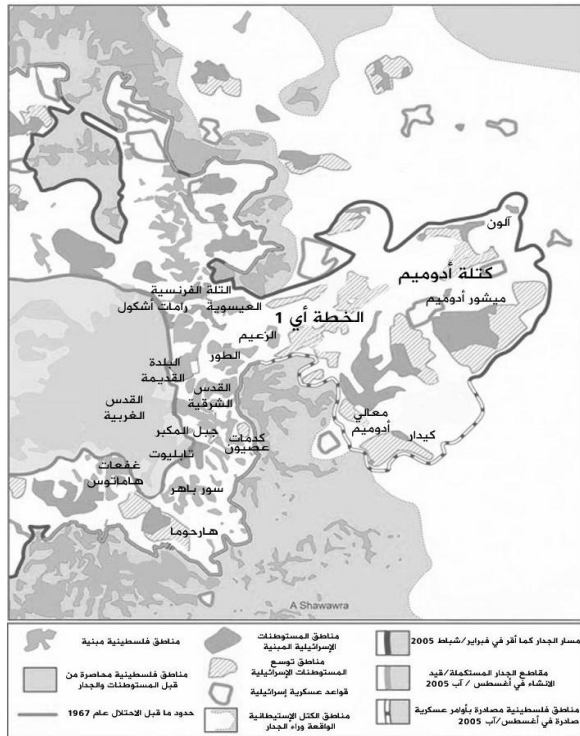 آلون
كتلة أدوميم
ميشور أدوميم
التلة الفرنسية
رامات أشكول
العيسوية
الخطة أي 1
الزعيم
الطور
البلدة
القديمة
القدس
الشرقية
القدس
الغربية
معالي
أدوميم
كيدار
جبل المكبر
كدمات
عصيون
تابليوت
غفعات
هاماتوس
سور باهر
هارحوما
A Shawawra
مسار الجدار كما أقر في فبراير/شباط 2005
مناطق المستوطنات
الإسرائيلية المبنية
مناطق فلسطينية مبنية
مقاطع الجدار المستكملة/قيد
الانشاء في أغسطس / آب 2005
مناطق توسع
المستوطنات الإسرائيلية
مناطق فلسطينية محاصرة من
قبل المستوطنات والجدار
قواعد عسكرية إسرائيلية
مناطق فلسطينية مصادرة بأوامر عسكرية
صادرة في أغسطس/آب 2005
مناطق الكتل الإستيطانية
الواقعة وراء الجدار
حدود ما قبل الاحتلال عام 1967